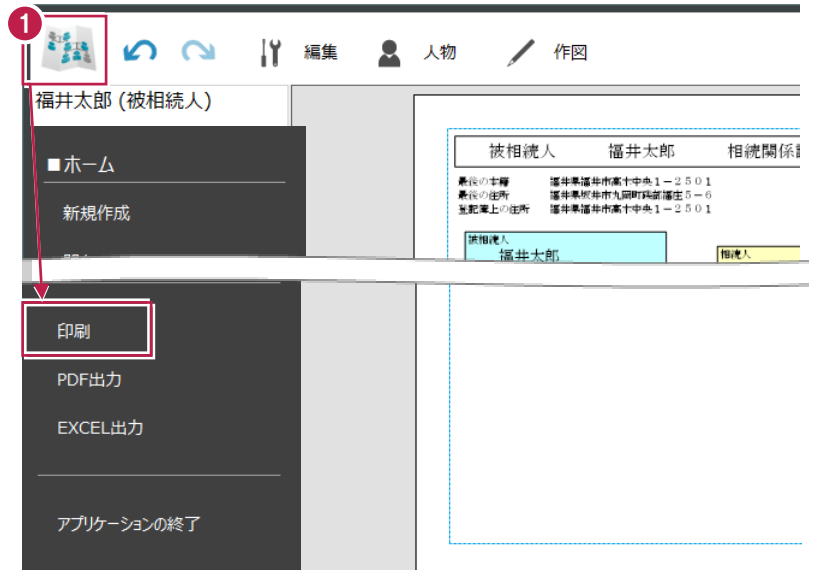 1
編集
人物
作図
福井太郎 (被相続人)
■ホーム
新規作成
印刷
PDF出力
EXCEL出力
アプリケーションの終了
被相続人 福井太郎 相続関係
最後の本籍 福井県福井市高木中央1-2501
最後の住所 福井県坂井市九岡町
登記簿上の住所 福井県福井市高木中央1-2501
被相続人
福井太郎
相続人